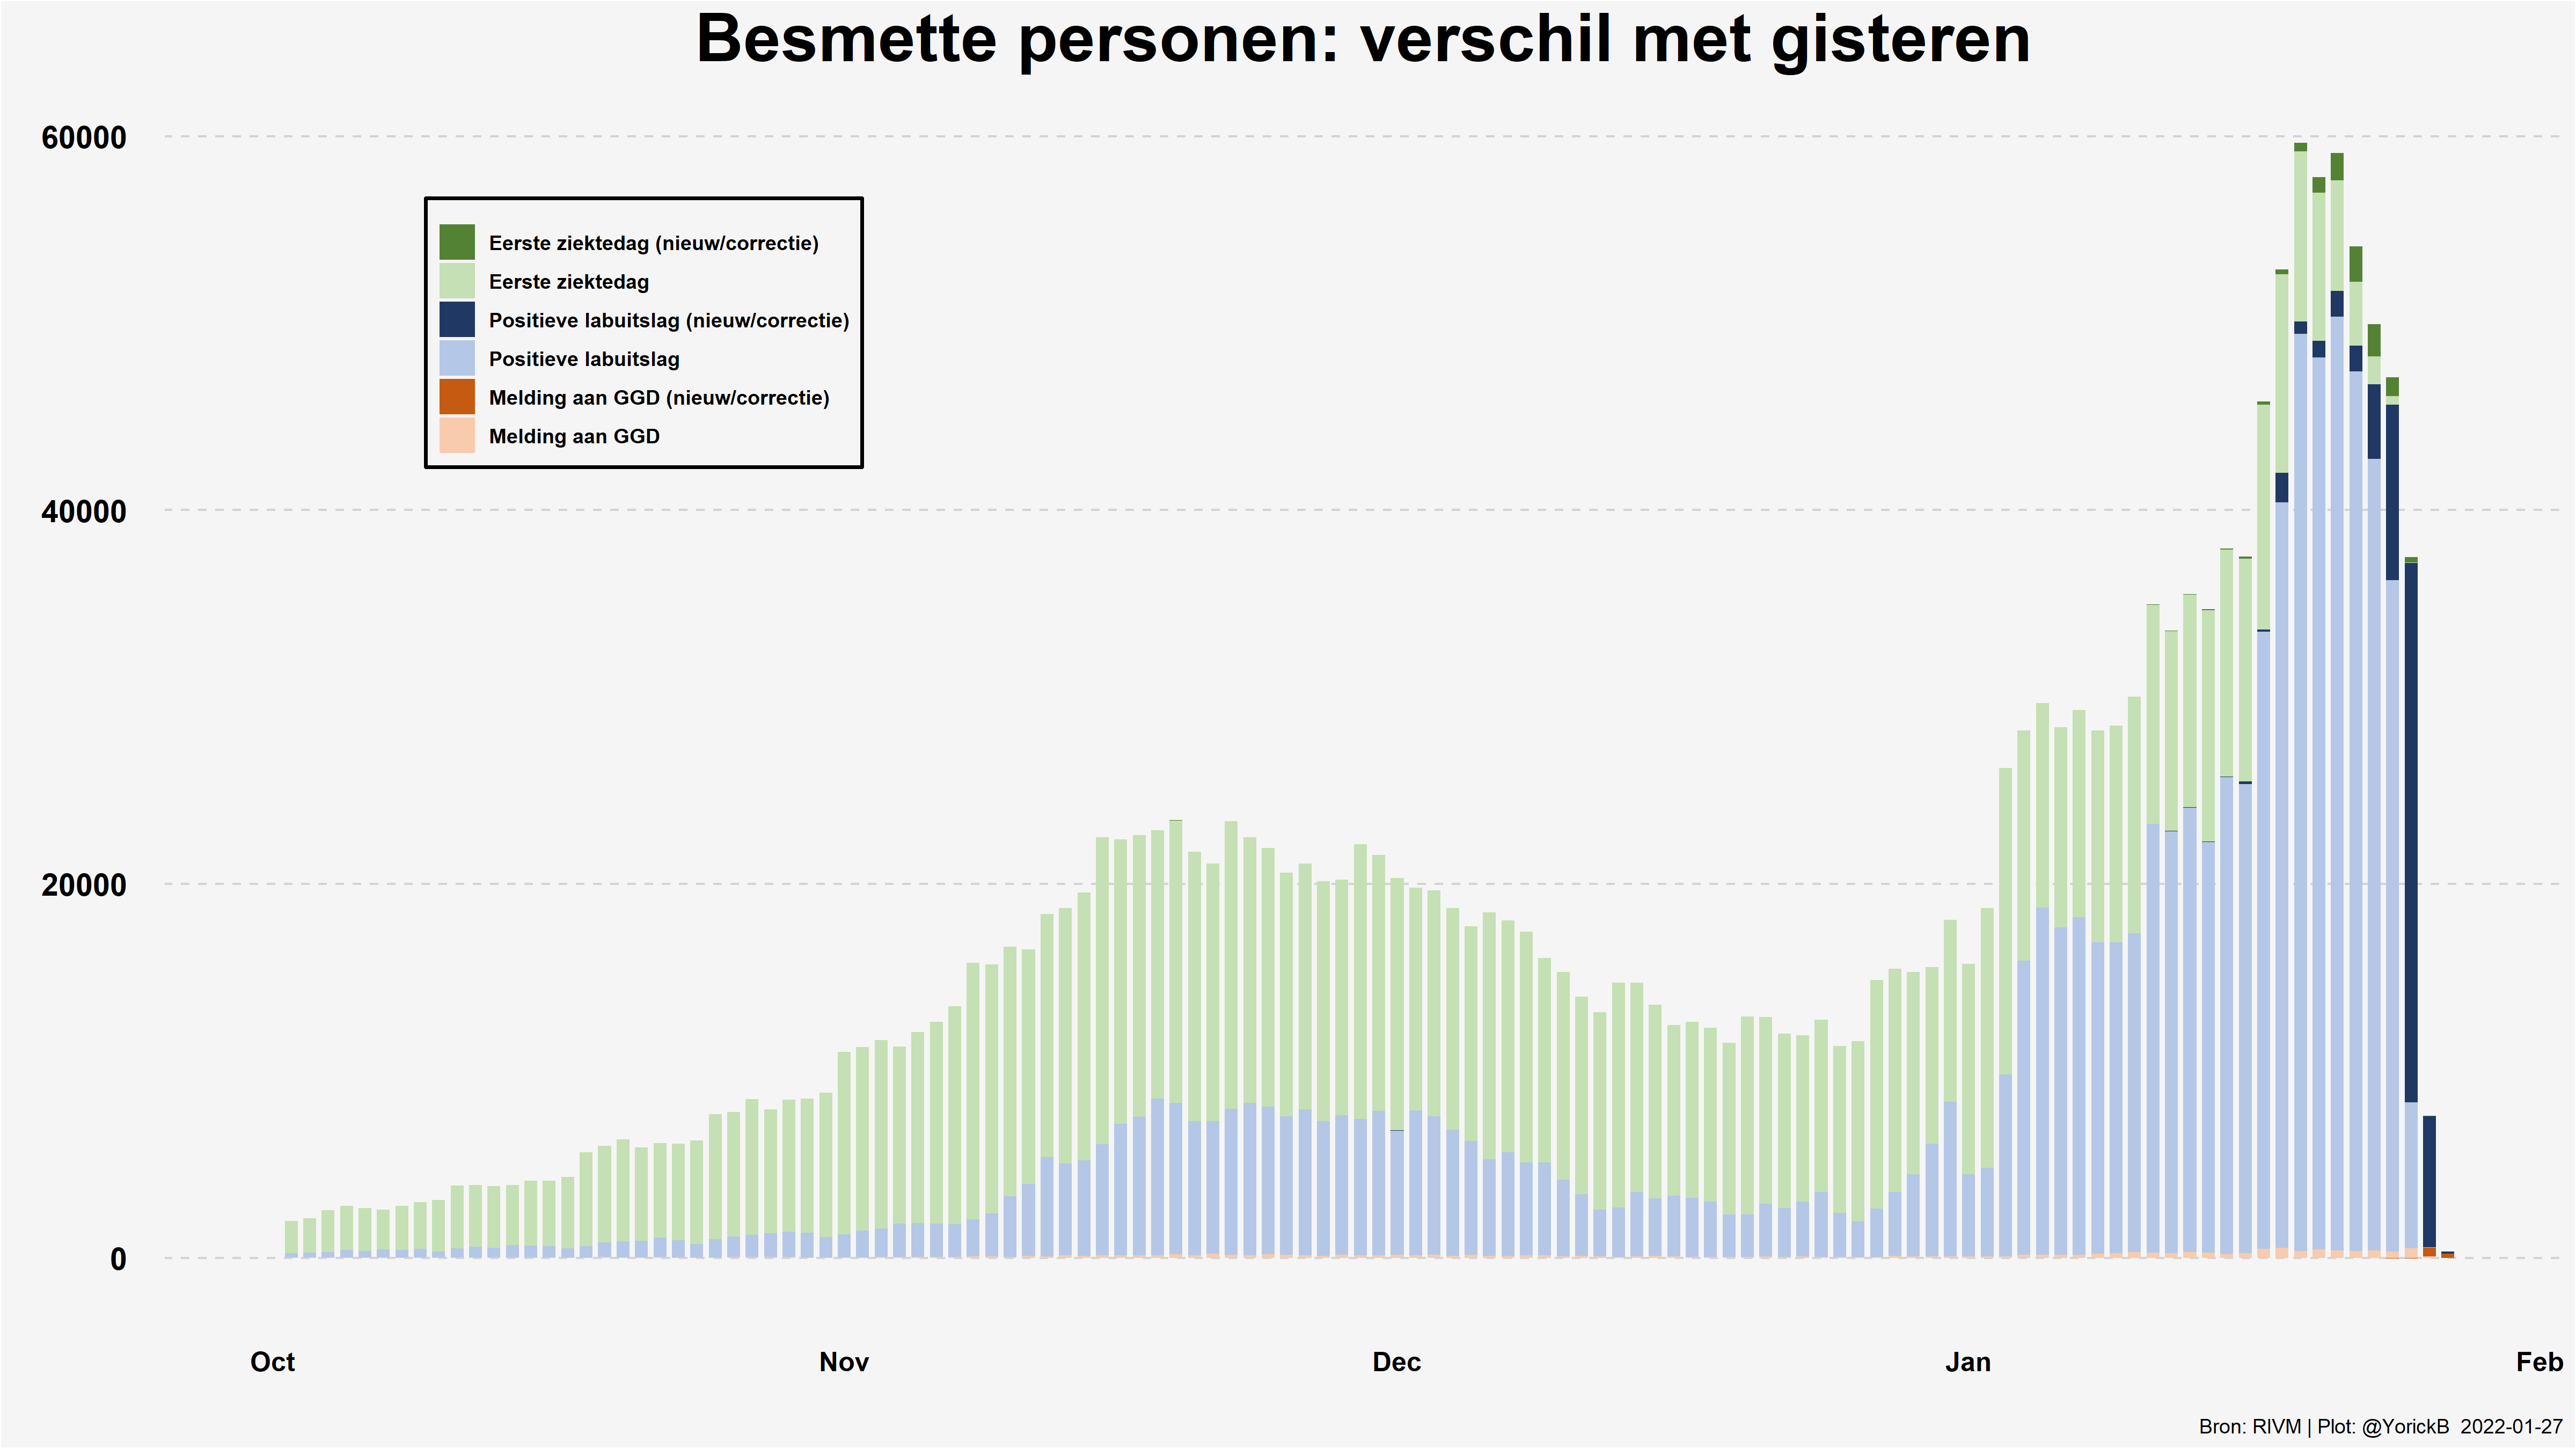 Besmette personen: verschil met gisteren
60000
Eerste ziektedag (nieuw/correctie)
Eerste ziektedag
Positieve labuitslag (nieuw/correctie)
Positieve labuitslag
Melding aan GGD (nieuw/correctie)
Melding aan GGD
40000
20000
0
Oct Nov Dec Jan Feb
Bron: RIVM | Plot: @YorickB 2022-01-27